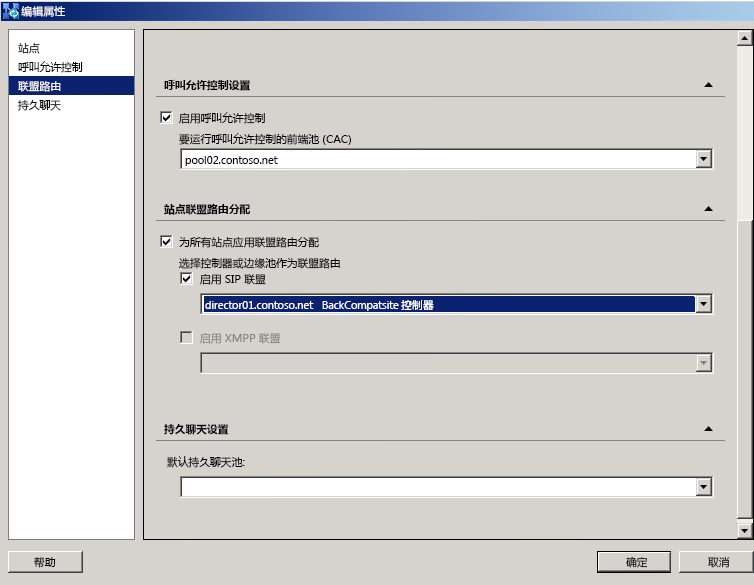 编辑属性
站点
呼叫允许控制
联盟路由
持久聊天
呼叫允许控制设置
启用呼叫允许控制
要运行呼叫允许控制的前端池 (CAC)
pool02.contoso.net
站点联盟路由分配
为所有站点应用联盟路由分配
选择控制器或边缘池作为联盟路由
启用 SIP 联盟
director01.contoso.net BackCompatsite 控制器
启用 XMPP 联盟
持久聊天设置
默认持久聊天池:
帮助
确定
取消